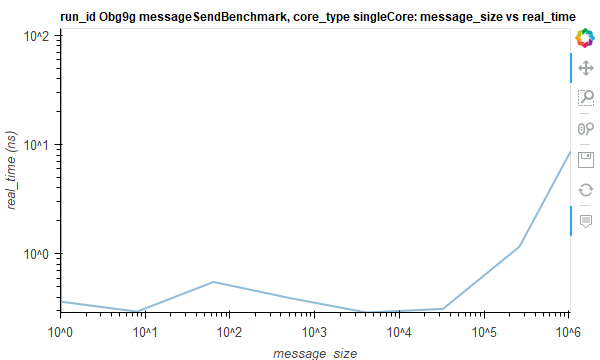 run_id Obg9g messageSendBenchmark, core_type singleCore: message_size vs real_time
10^2
10^1
10^0
real_time (ns)
10^0 10^1 10^2 10^3 10^4 10^5 10^6
message_size